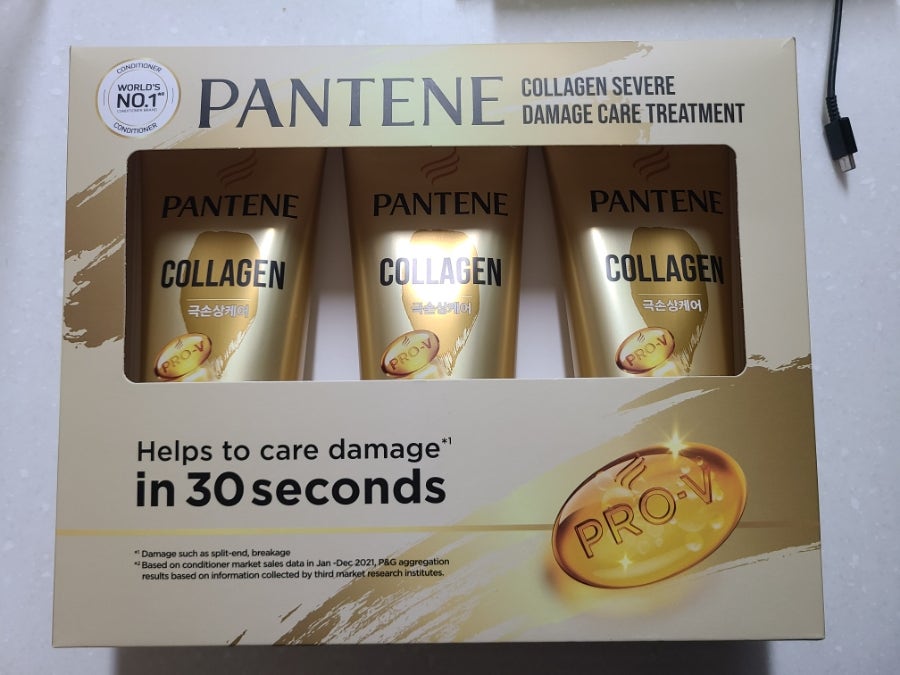 CONDITIONER
WORLD'S
NO.1*²
CONDITIONER BRAND
CONDITIONER
PANTENE
COLLAGEN SEVERE
DAMAGE CARE TREATMENT
PANTENE
COLLAGEN
극손상케어
PRO-V
PANTENE
COLLAGEN
극손상케어
PRO-V
PANTENE
COLLAGEN
극손상케어
PRO-V
Helps to care damage*¹
in 30 seconds
PRO-V
*¹ Damage such as split-end, breakage
*² Based on conditioner market sales data in Jan -Dec 2021, P&G aggregation
results based on information collected by third market research institutes.